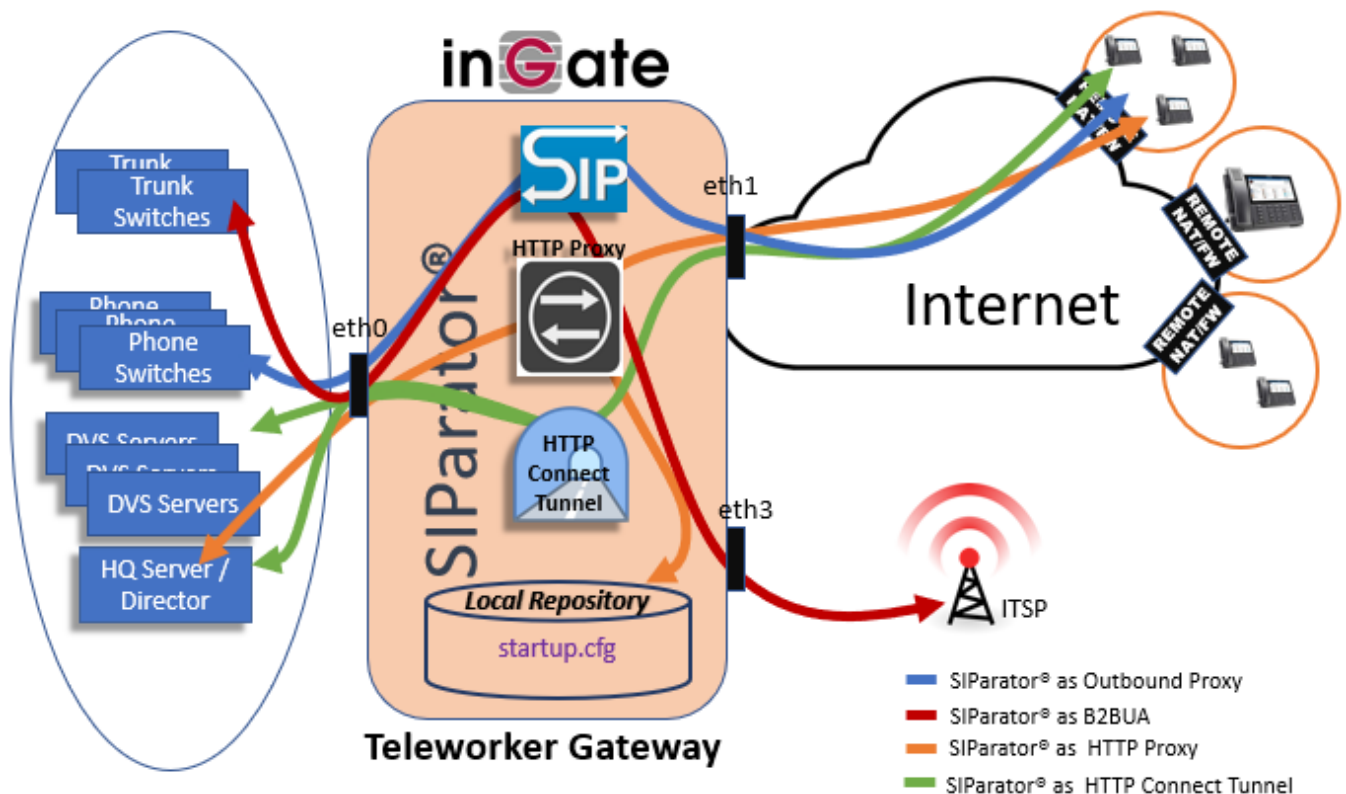 inGate
Trunk
Trunk
Switches
Phone
Phone
Phone
Switches
DVS Servers
DVS Servers
DVS Servers
HQ Server /
Director
eth0
SIParator®
SIP
HTTP Proxy
HTTP
Connect
Tunnel
Local Repository
startup.cfg
Teleworker Gateway
eth1
eth3
Internet
REMOTE
NAT/FW
REMOTE
NAT/FW
ITSP
SIParator® as Outbound Proxy
SIParator® as B2BUA
SIParator® as HTTP Proxy
SIParator® as HTTP Connect Tunnel